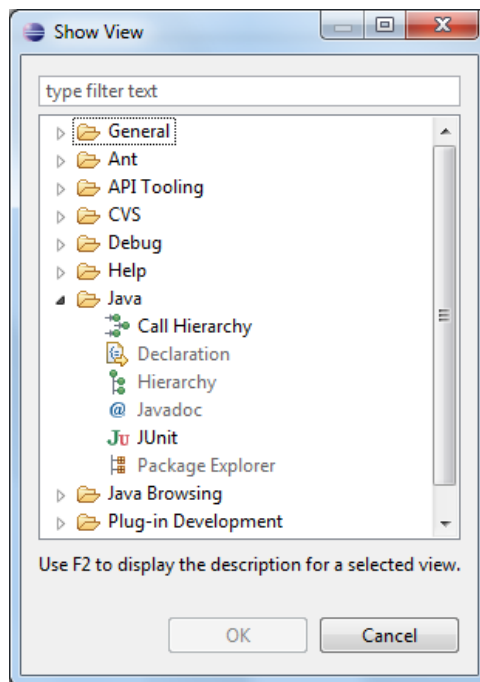 Show View
type filter text
General
Ant
API Tooling
CVS
Debug
Help
Java
Call Hierarchy
Declaration
Hierarchy
@ Javadoc
JU JUnit
Package Explorer
Java Browsing
Plug-in Development
Use F2 to display the description for a selected view.
OK Cancel